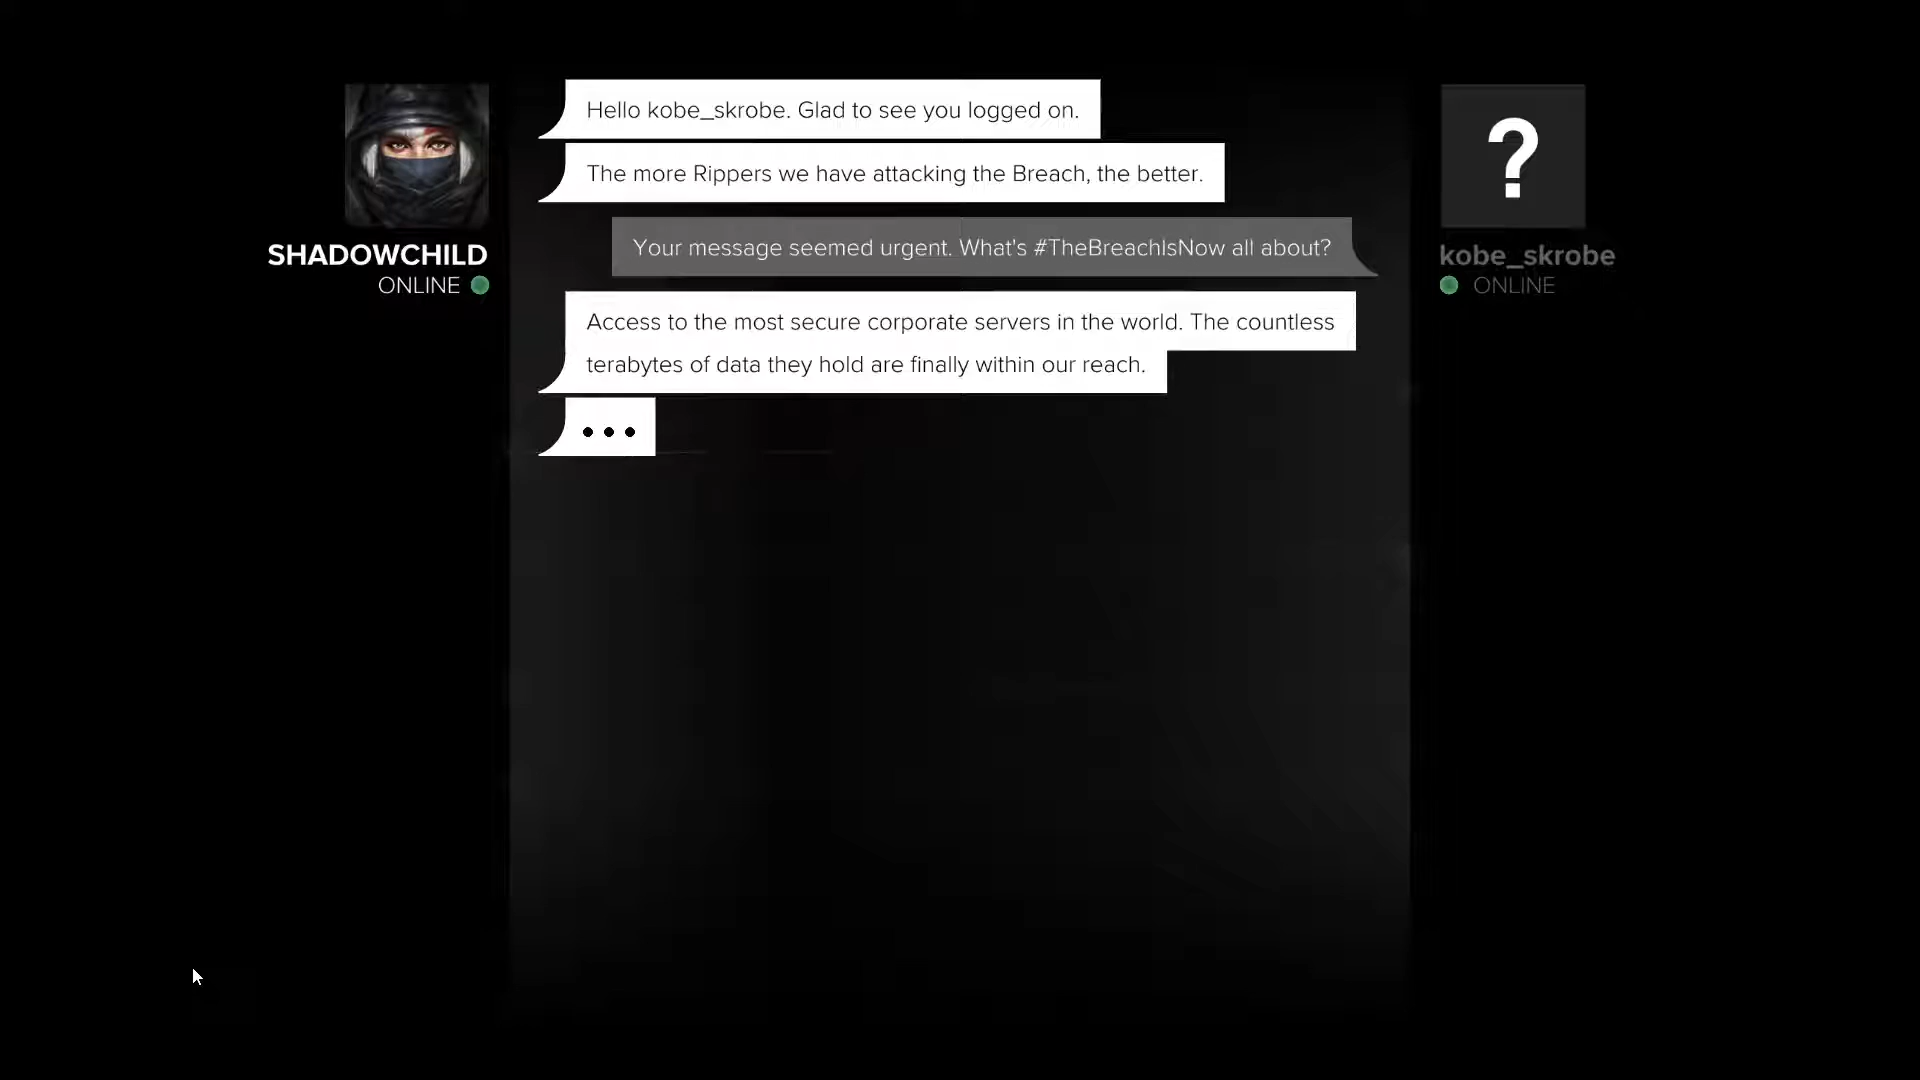 Hello kobe_skrobe. Glad to see you logged on.
The more Rippers we have attacking the Breach, the better.
Your message seemed urgent. What's #TheBreachIsNow all about?
SHADOWCHILD
ONLINE
kobe_skrobe
ONLINE
Access to the most secure corporate servers in the world. The countless
terabytes of data they hold are finally within our reach.
•••
?